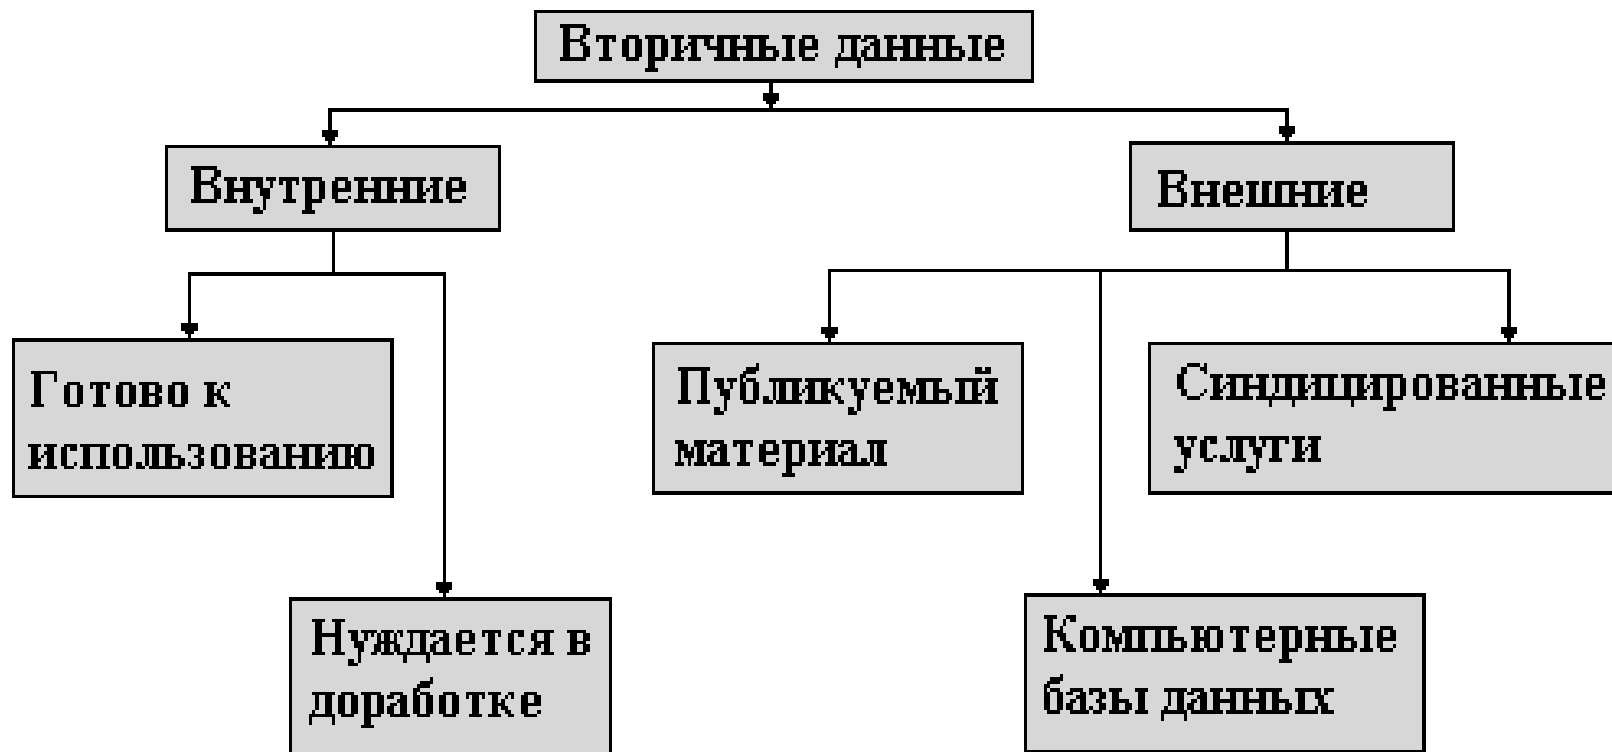 Вторичные данные
Внутренние
Внешние
Готово к
использованию
Публикуемый
материал
Синдицированные
услуги
Нуждается в
доработке
Компьютерные
базы данных